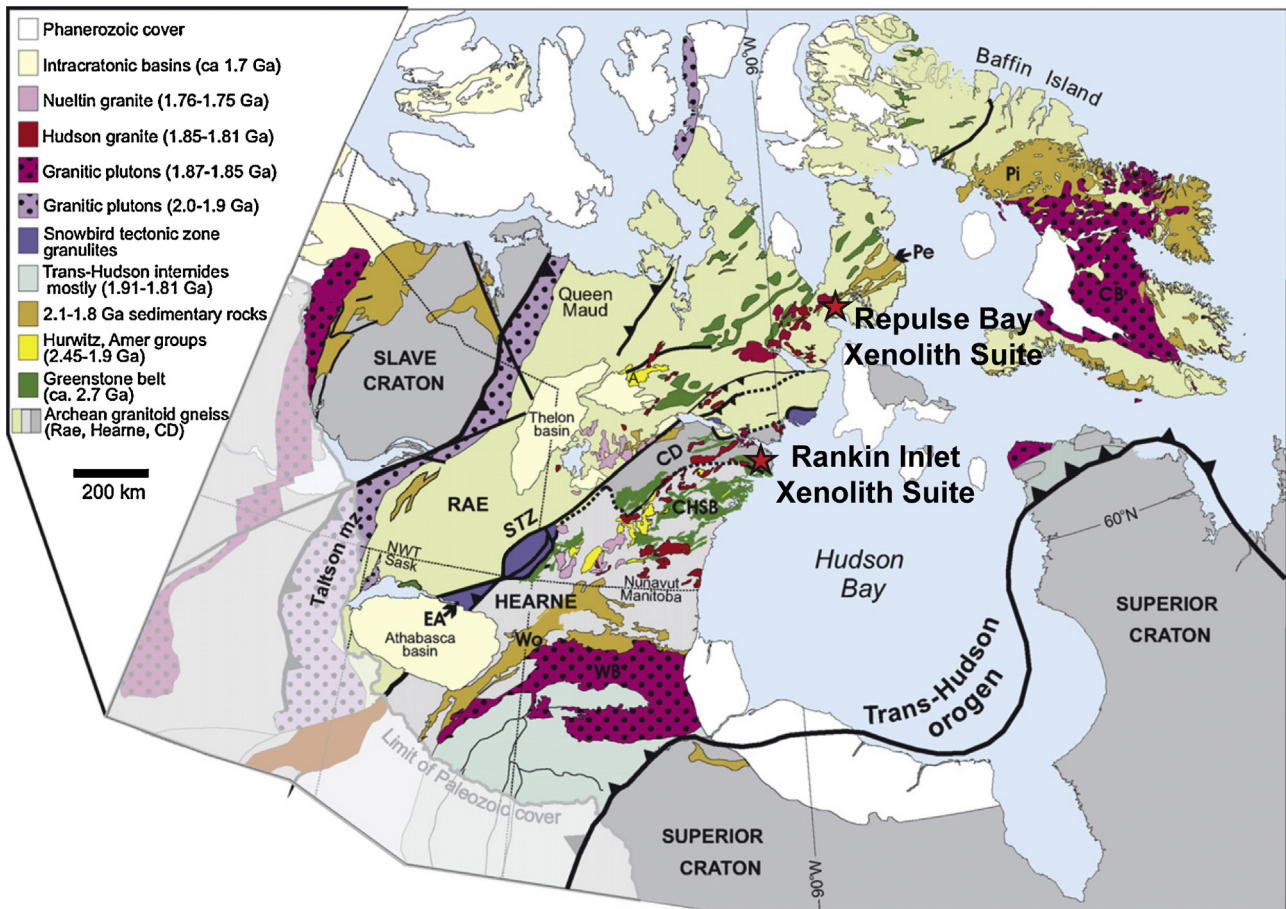 Phanerozoic cover
Intracratonic basins (ca 1.7 Ga)
Nueltin granite (1.76-1.75 Ga)
Hudson granite (1.85-1.81 Ga)
Granitic plutons (1.87-1.85 Ga)
Granitic plutons (2.0-1.9 Ga)
Snowbird tectonic zone
granulites
Trans-Hudson internides
mostly (1.91-1.81 Ga)
2.1-1.8 Ga sedimentary rocks
Hurwitz, Amer groups
(2.45-1.9 Ga)
Greenstone belt
(ca. 2.7 Ga)
Archean granitoid gneiss
(Rae, Hearne, CD)
200 km
90°W
Baffin Island
Pi
Pe
CB
Queen
Maud
SLAVE
CRATON
Repulse Bay
Xenolith Suite
A
Thelon
basin
CD
Rankin Inlet
Xenolith Suite
RAE
STZ
CHSB
60°N
Taltson mz
NWT
Sask
Hudson
Bay
Nunavut
Manitoba
HEARNE
EA
Athabasca
basin
Wo
SUPERIOR
CRATON
WB
Trans-Hudson
orogen
Limit of Paleozoic cover
SUPERIOR
CRATON
90°W